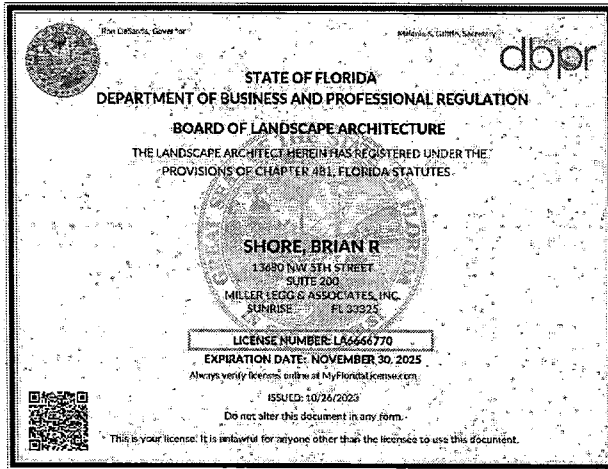 Ron DeSantis, Governor
Melanie S. Griffin, Secretary
dbpr
STATE OF FLORIDA
DEPARTMENT OF BUSINESS AND PROFESSIONAL REGULATION
BOARD OF LANDSCAPE ARCHITECTURE
THE LANDSCAPE ARCHITECT HEREIN HAS REGISTERED UNDER THE
PROVISIONS OF CHAPTER 481, FLORIDA STATUTES
SHORE, BRIAN R
13680 NW 5TH STREET
SUITE 200
MILLER LEGG & ASSOCIATES, INC.
SUNRISE FL 33325
LICENSE NUMBER: LA6666770
EXPIRATION DATE: NOVEMBER 30, 2025
Always verify licenses online at MyFloridaLicense.com
ISSUED: 10/26/2023
Do not alter this document in any form.
This is your license. It is unlawful for anyone other than the licensee to use this document.